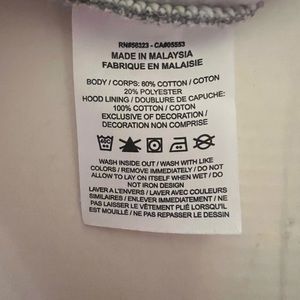 RN#56323 - CA#05553
MADE IN MALAYSIA
FABRIQUE EN MALAISIE
BODY / CORPS: 80% COTTON / COTON
20% POLYESTER
HOOD LINING / DOUBLURE DE CAPUCHE:
100% COTTON / COTON
EXCLUSIVE OF DECORATION /
DECORATION NON COMPRISE
WASH INSIDE OUT / WASH WITH LIKE
COLORS / REMOVE IMMEDIATELY / DO NOT
ALLOW TO LAY ON ITSELF WHEN WET / DO
NOT IRON DESIGN
LAVER A L'ENVERS / LAVER AVEC COULEURS
SIMILAIRES / ENLEVER IMMEDIATEMENT / NE
PAS LAISSER LE VÊTEMENT PLIÉ LORSQU'IL
EST MOUILLÉ / NE PAS REPASSER LE DESSIN